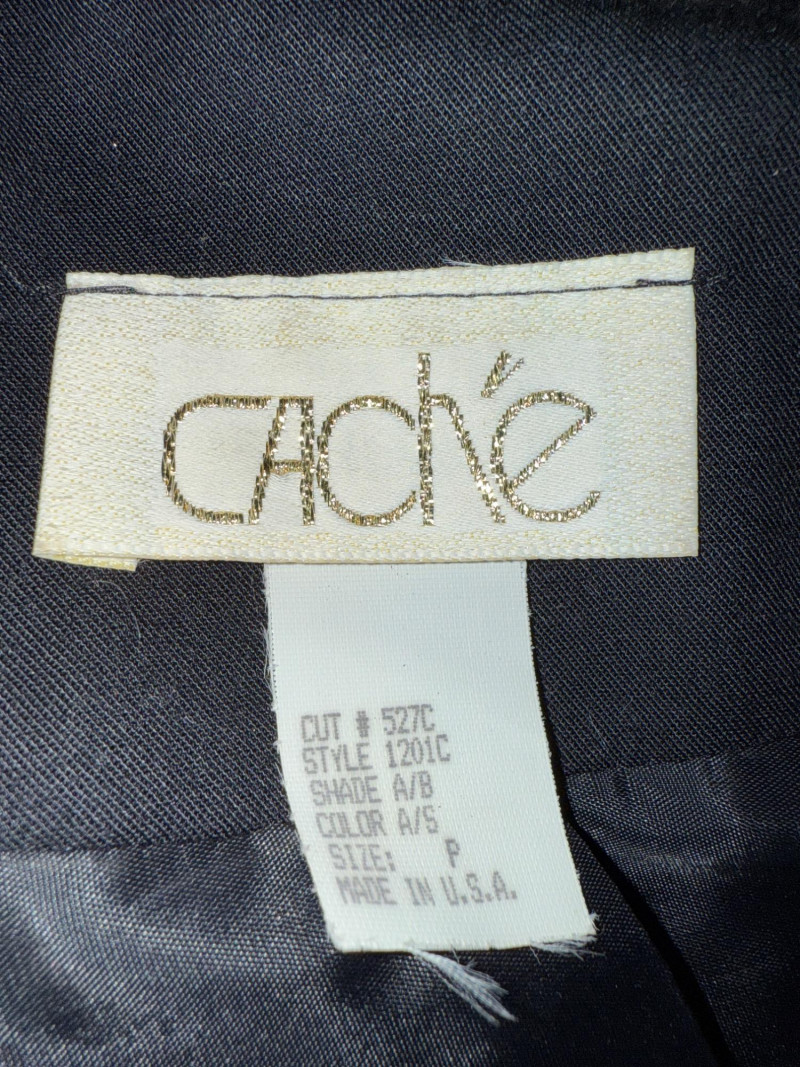 CAché
CUT # 527C
STYLE 1201C
SHADE A/B
COLOR A/S
SIZE: P
MADE IN U.S.A.